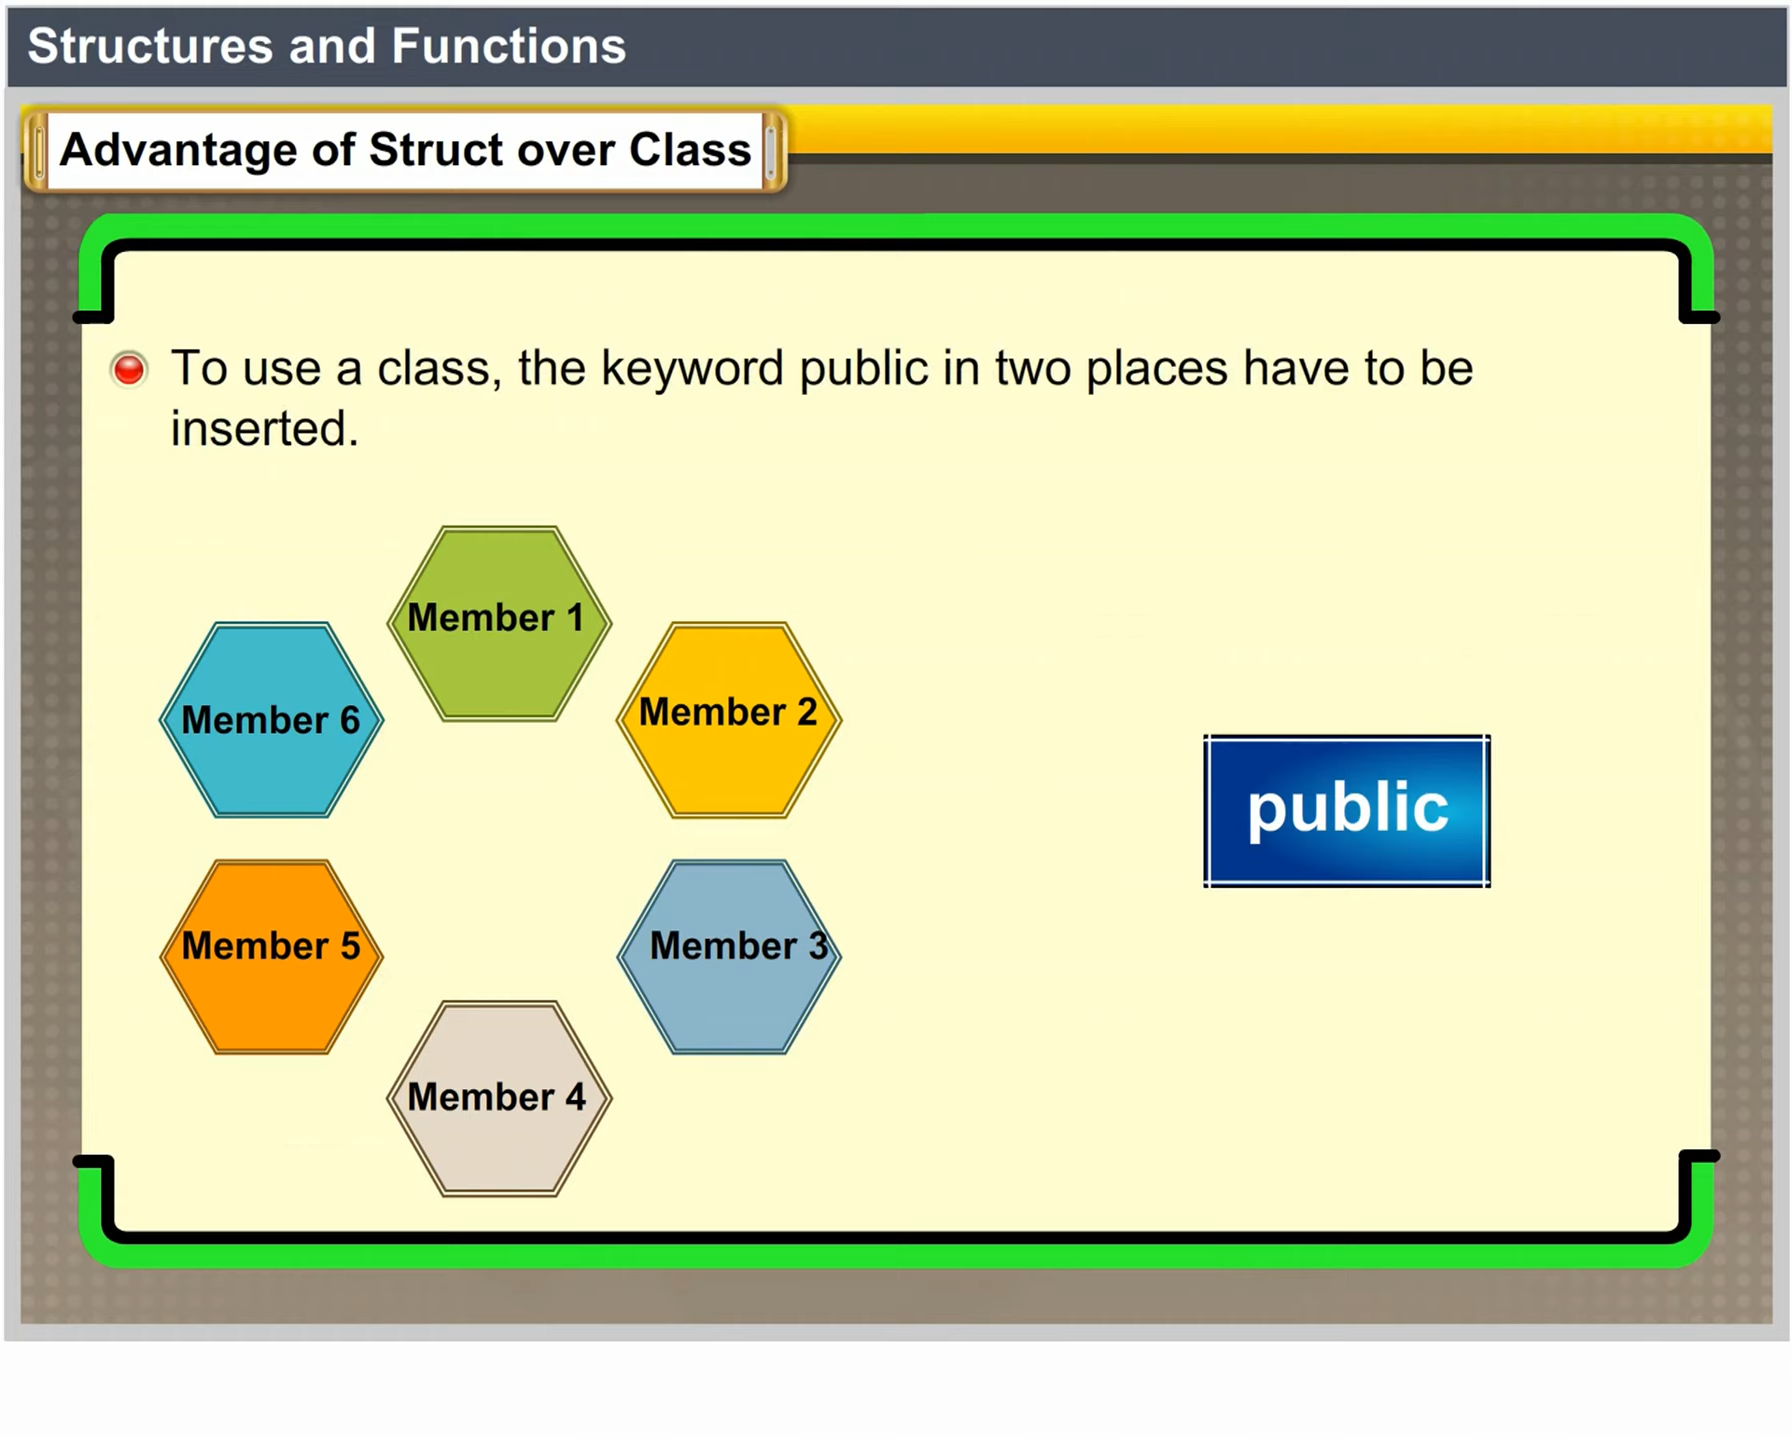 Structures and Functions
Advantage of Struct over Class
To use a class, the keyword public in two places have to be
inserted.
Member 1
Member 6
Member 2
public
Member 5
Member 3
Member 4